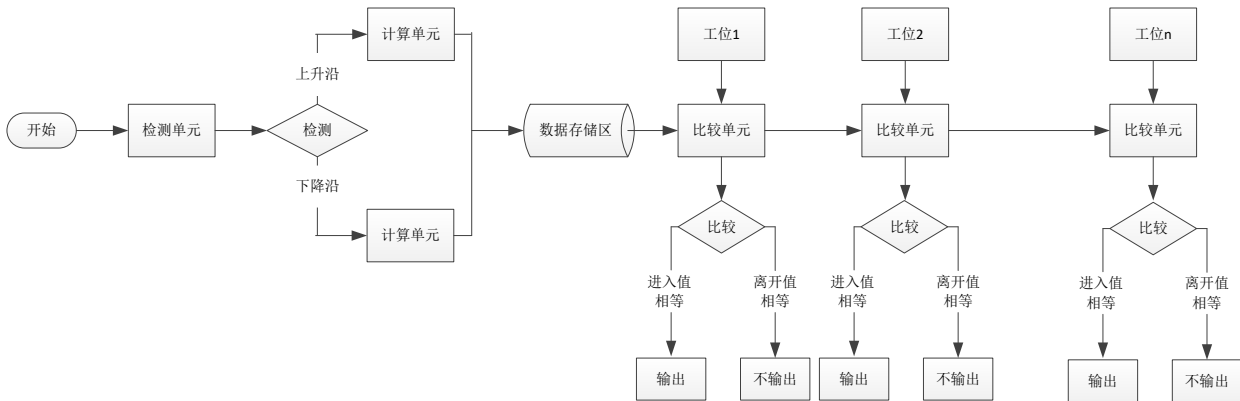 开始
检测单元
检测
上升沿
下降沿
计算单元
计算单元
数据存储区
工位1
比较单元
比较
进入值
相等
离开值
相等
输出
不输出
工位2
比较单元
比较
进入值
相等
离开值
相等
输出
不输出
工位n
比较单元
比较
进入值
相等
离开值
相等
输出
不输出